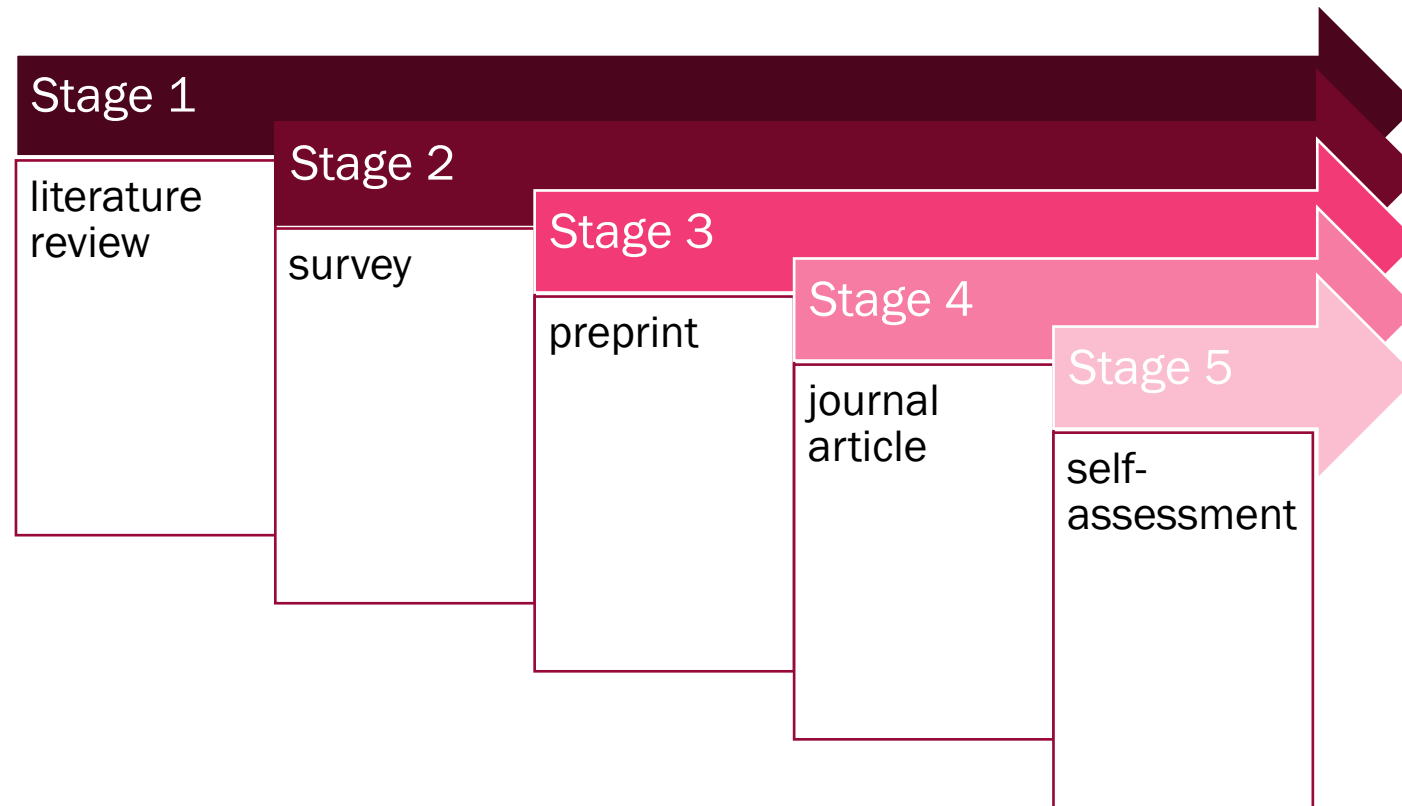 Stage 1
literature
review
Stage 2
survey
Stage 3
preprint
Stage 4
journal
article
Stage 5
self-
assessment